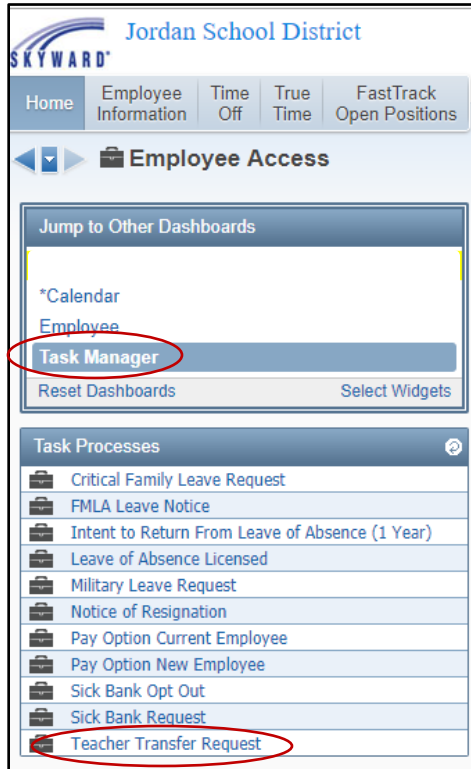 Jordan School District
SKYWARD®
Home Employee Information Time Off True Time FastTrack Open Positions
Employee Access
Jump to Other Dashboards
*Calendar
Employee
Task Manager
Reset Dashboards Select Widgets
Task Processes
Critical Family Leave Request
FMLA Leave Notice
Intent to Return From Leave of Absence (1 Year)
Leave of Absence Licensed
Military Leave Request
Notice of Resignation
Pay Option Current Employee
Pay Option New Employee
Sick Bank Opt Out
Sick Bank Request
Teacher Transfer Request